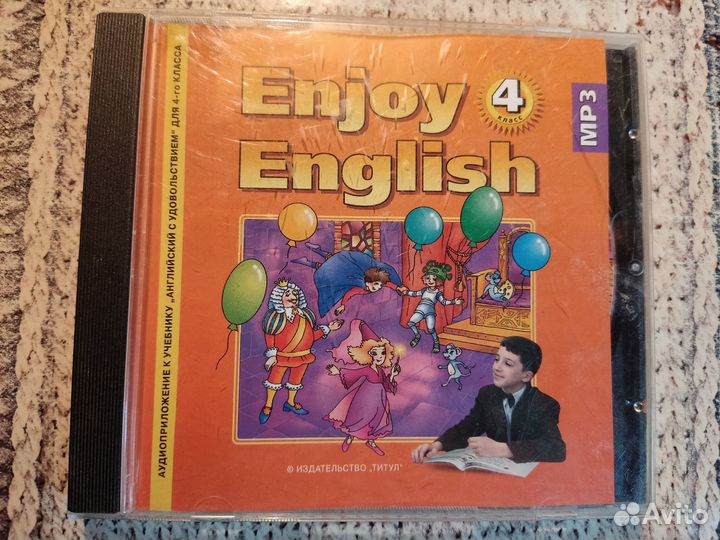 АУДИОПРИЛОЖЕНИЕ К УЧЕБНИКУ „АНГЛИЙСКИЙ С УДОВОЛЬСТВИЕМ" ДЛЯ 4-го КЛАССА
Enjoy
English
4
класс
MP3
© ИЗДАТЕЛЬСТВО „ТИТУЛ"
Avito